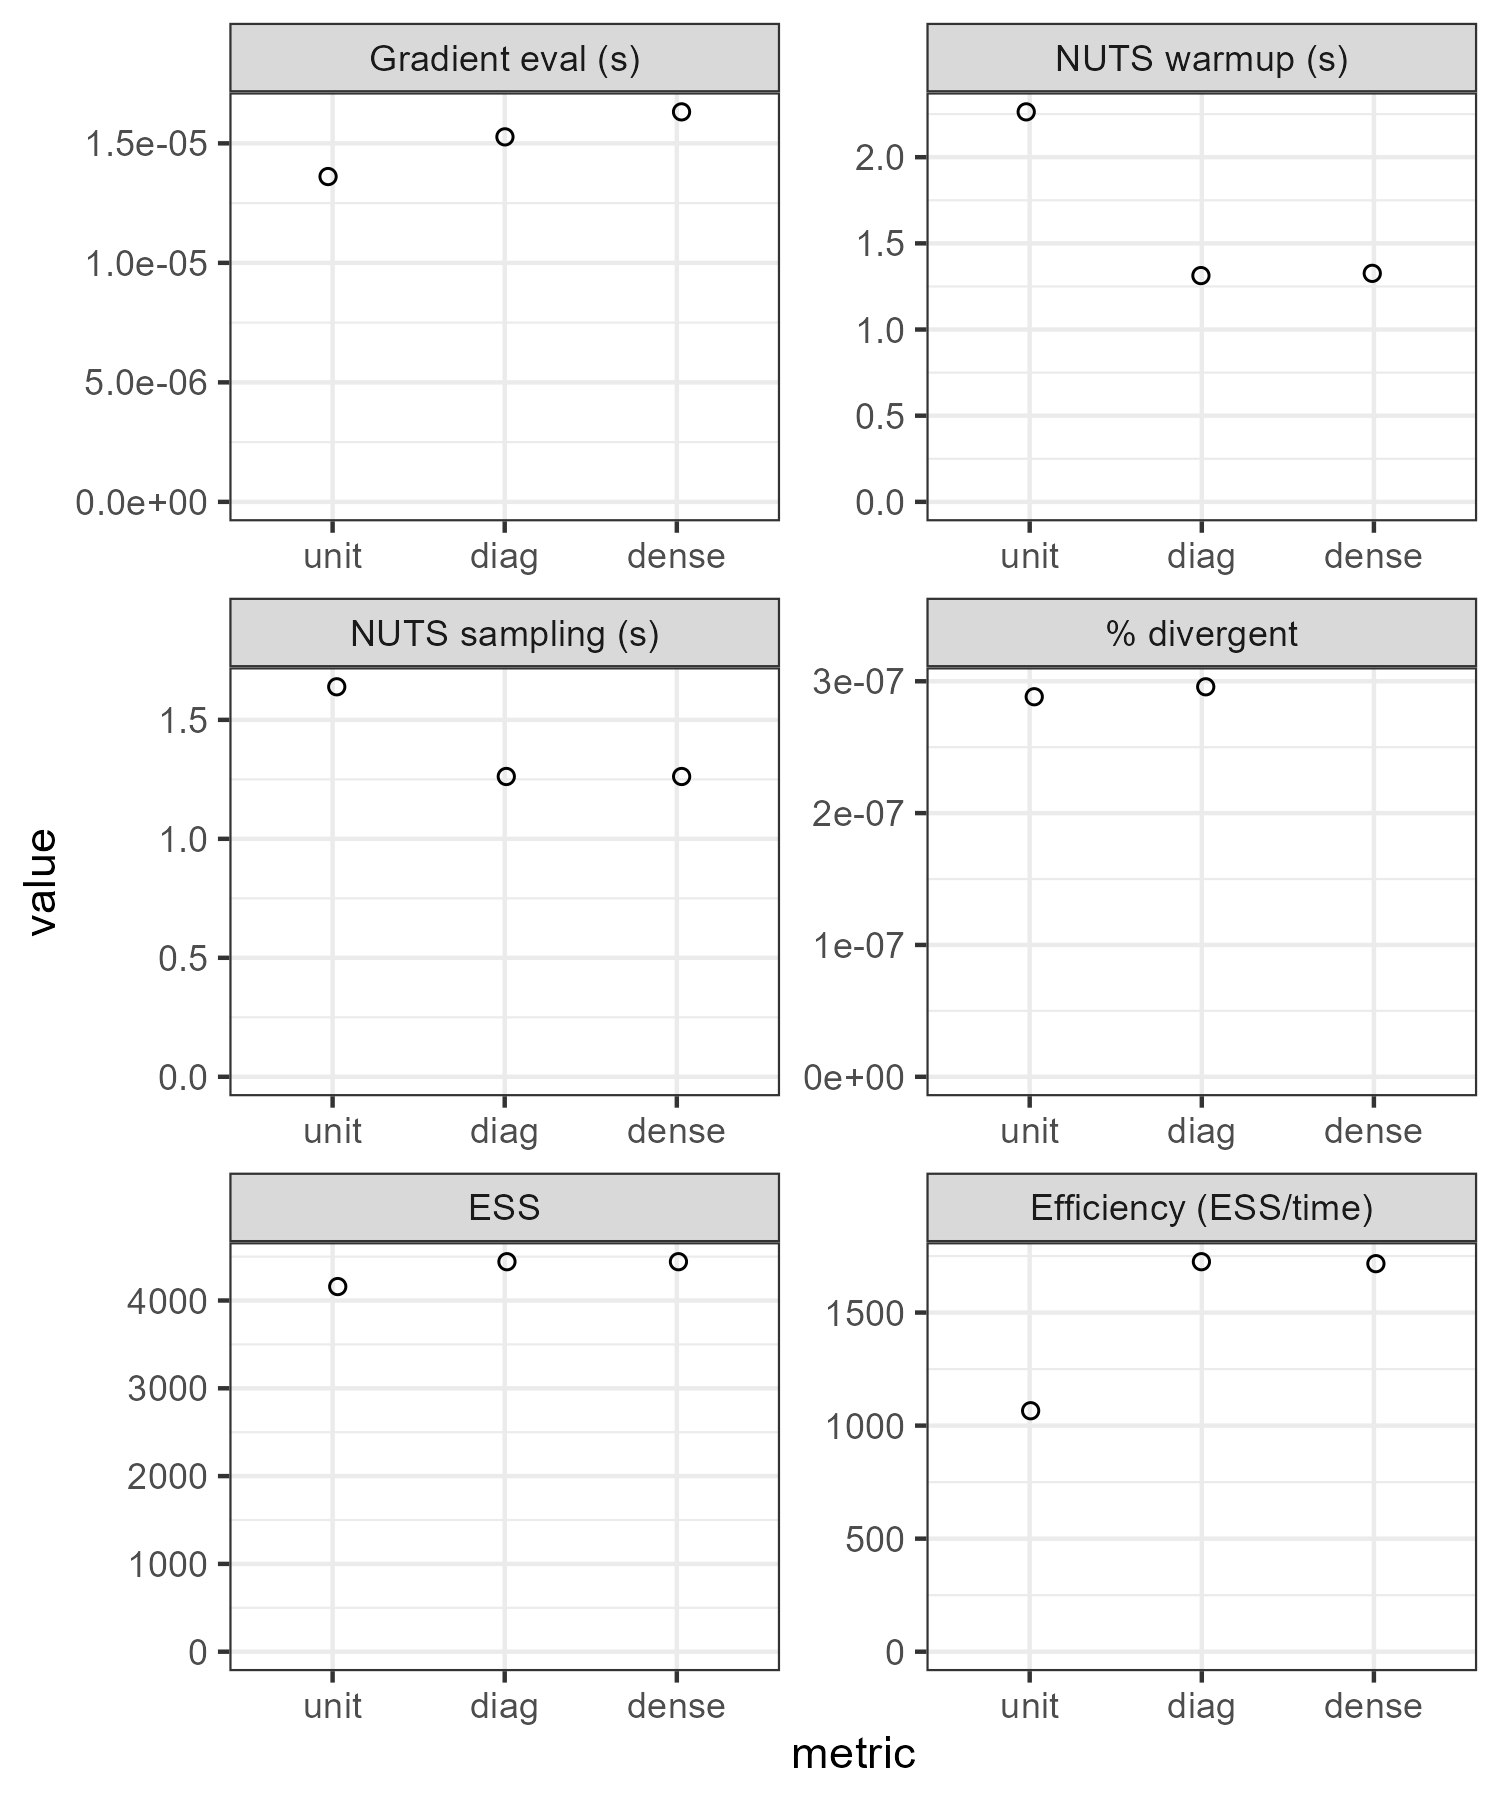 Gradient eval (s)
NUTS warmup (s)
1.5e-05
1.0e-05
5.0e-06
0.0e+00
unit diag dense
2.0
1.5
1.0
0.5
0.0
unit diag dense
NUTS sampling (s)
% divergent
1.5
1.0
0.5
0.0
unit diag dense
3e-07
2e-07
1e-07
0e+00
unit diag dense
ESS
Efficiency (ESS/time)
4000
3000
2000
1000
0
unit diag dense
1500
1000
500
0
unit diag dense
value
metric